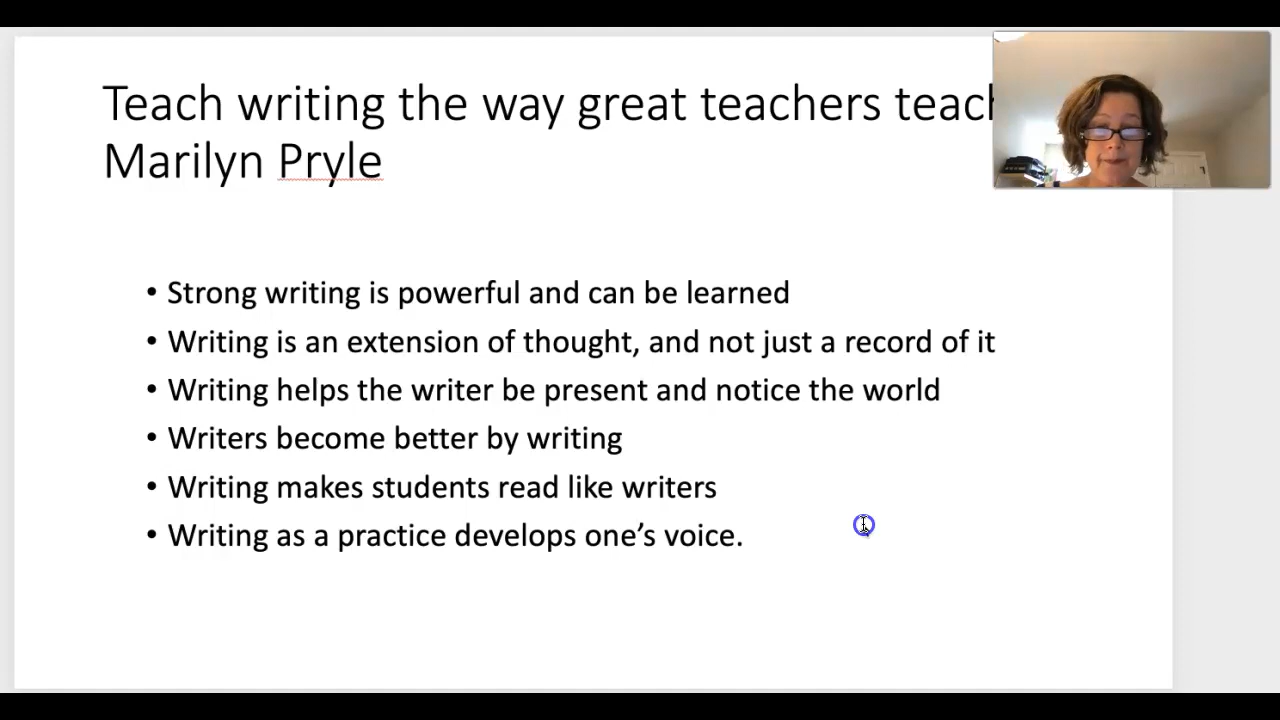 Teach writing the way great teachers teach
Marilyn Pryle
• Strong writing is powerful and can be learned
• Writing is an extension of thought, and not just a record of it
• Writing helps the writer be present and notice the world
• Writers become better by writing
• Writing makes students read like writers
• Writing as a practice develops one’s voice.